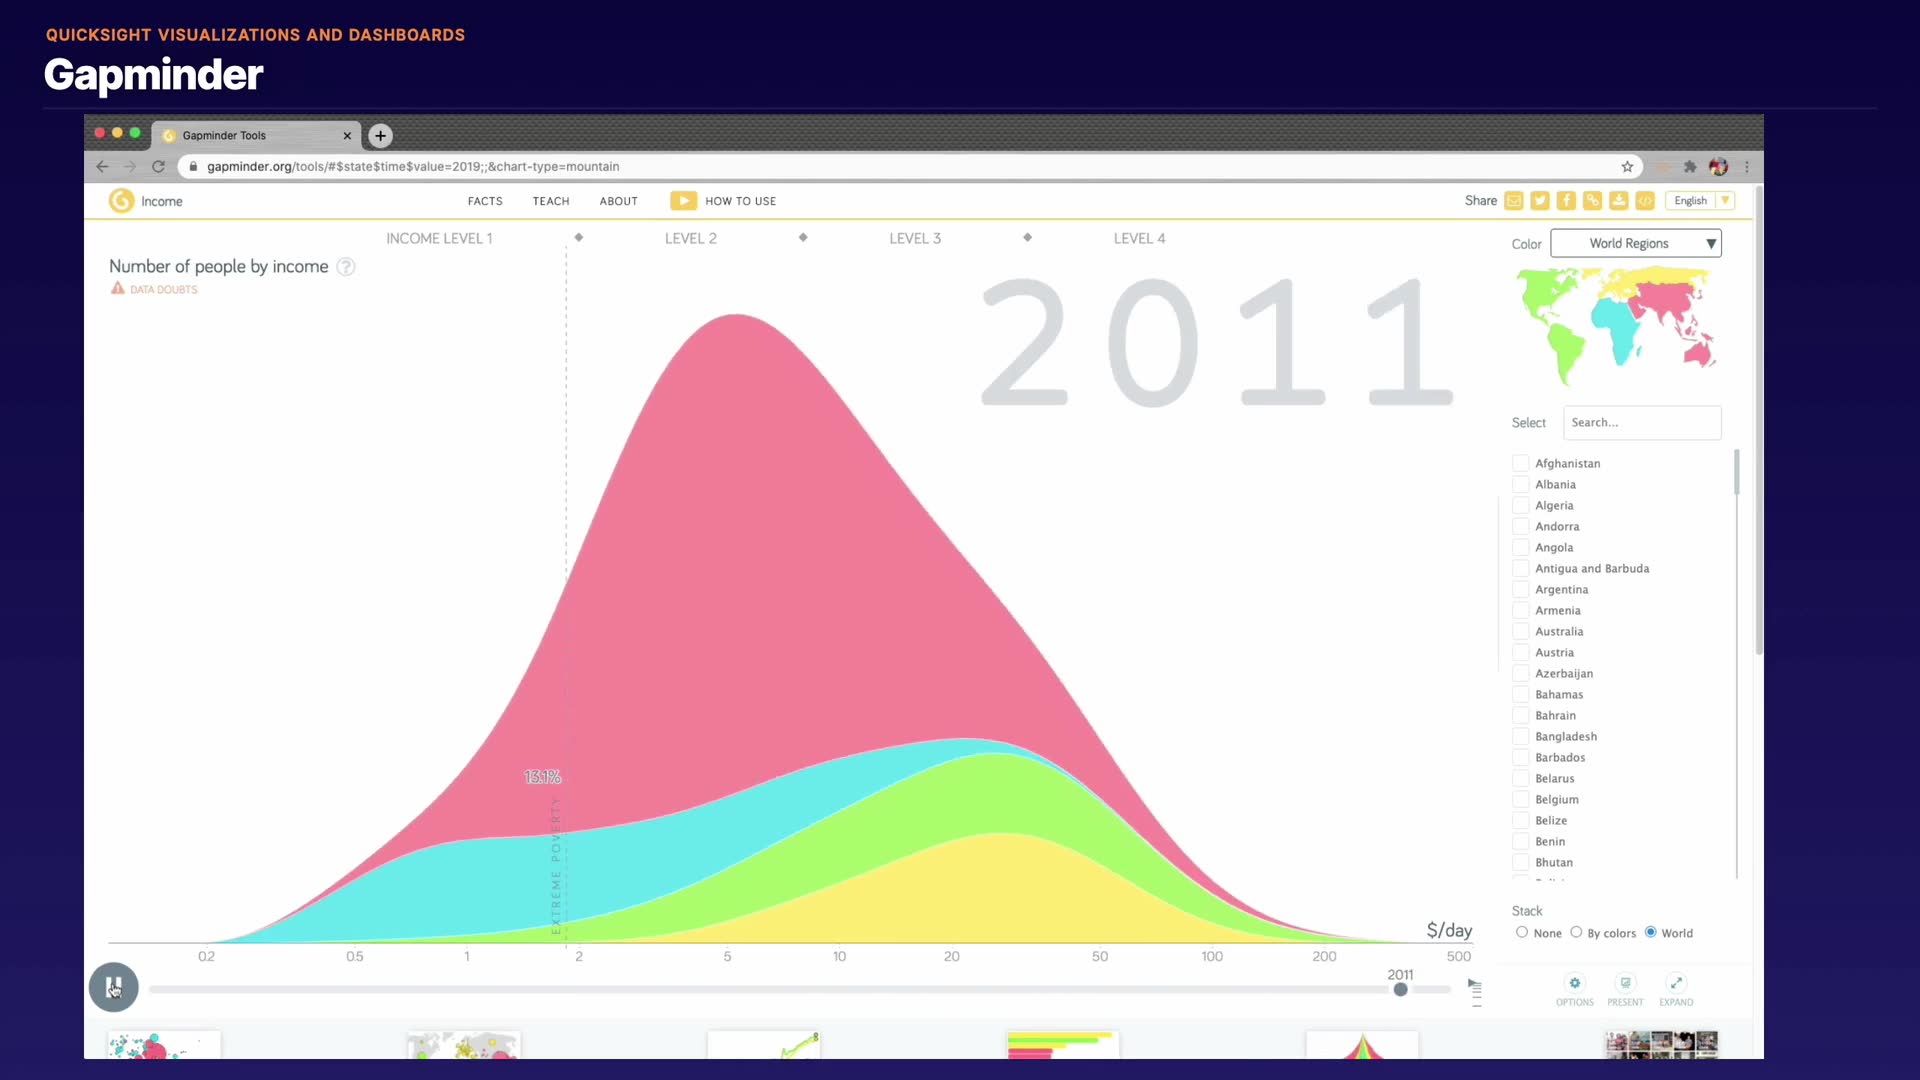 QUICKSIGHT VISUALIZATIONS AND DASHBOARDS
Gapminder
Gapminder Tools
gapminder.org/tools/#$state$time$value=2019;;&chart-type=mountain
Income
FACTS TEACH ABOUT HOW TO USE
Share
English
INCOME LEVEL 1 LEVEL 2 LEVEL 3 LEVEL 4
Number of people by income ?
DATA DOUBTS
2011
Color World Regions
Select Search...
Afghanistan
Albania
Algeria
Andorra
Angola
Antigua and Barbuda
Argentina
Armenia
Australia
Austria
Azerbaijan
Bahamas
Bahrain
Bangladesh
Barbados
Belarus
Belgium
Belize
Benin
Bhutan
13.1%
EXTREME POVERTY
$/day
0.2 0.5 1 2 5 10 20 50 100 200 500
2011
Stack
None By colors World
OPTIONS PRESENT EXPAND